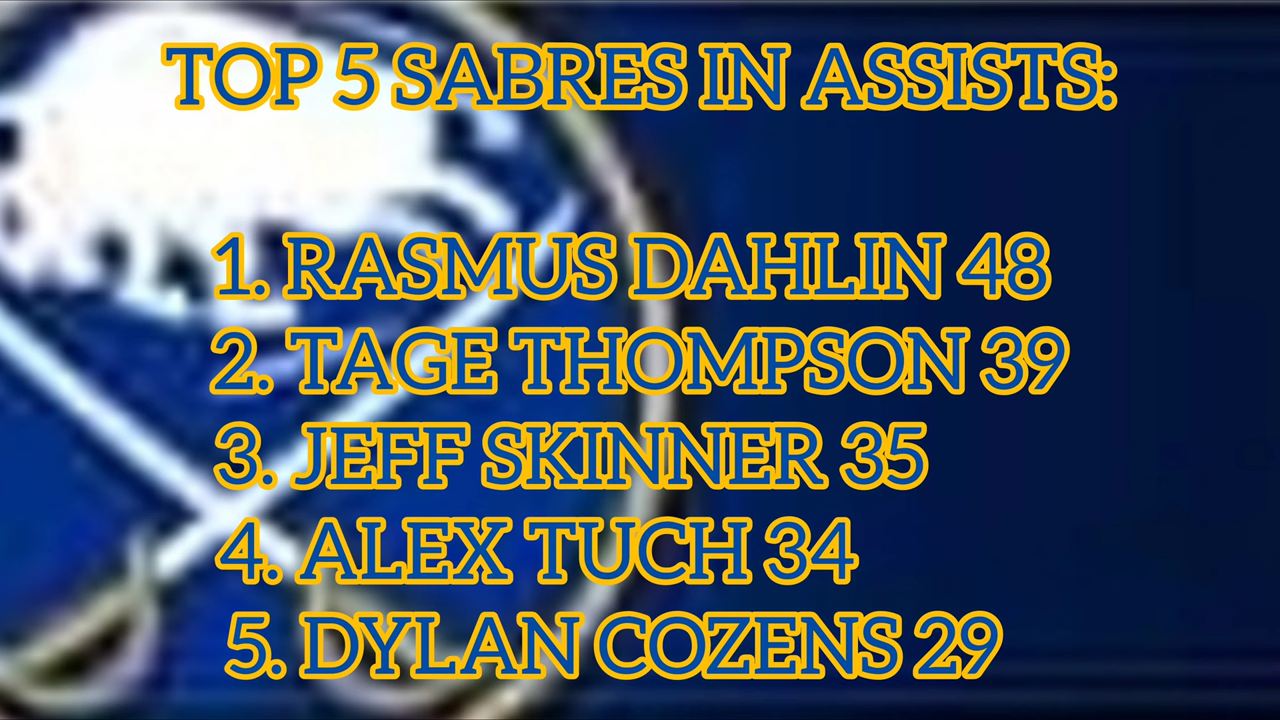 TOP 5 SABRES IN ASSISTS:
1. RASMUS DAHLIN 48
2. TAGE THOMPSON 39
3. JEFF SKINNER 35
4. ALEX TUCH 34
5. DYLAN COZENS 29